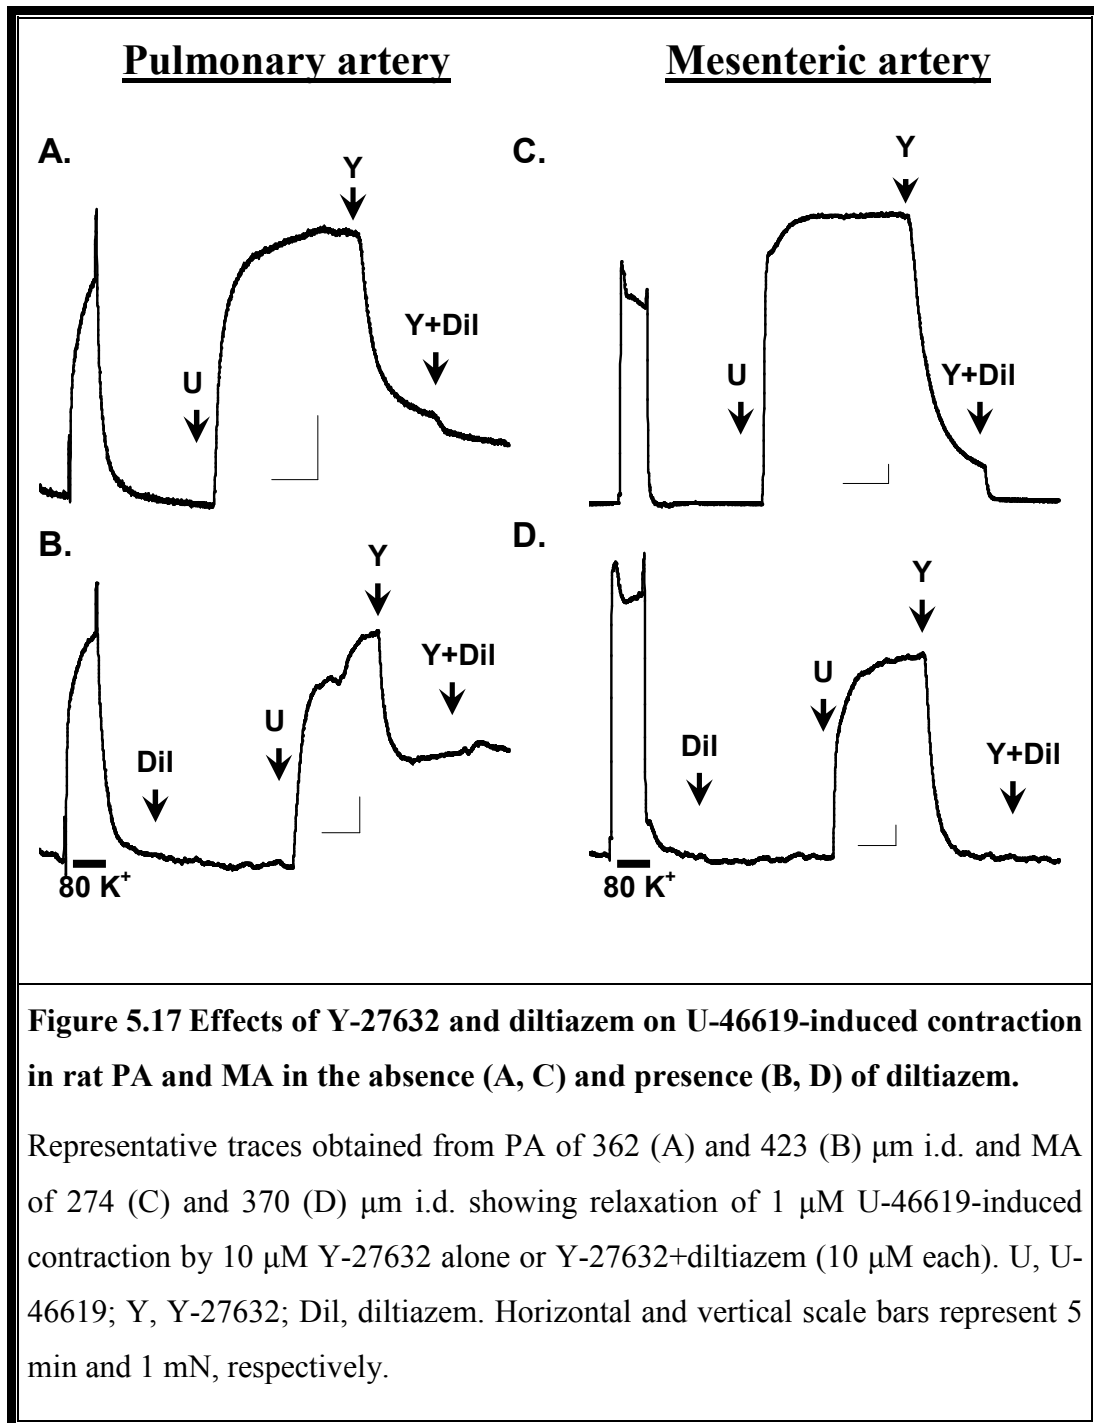 Pulmonary artery
Mesenteric artery
A.
Y
Y+Dil
U
C.
Y
Y+Dil
U
B.
Y
Y+Dil
U
Dil
80 K⁺
D.
Y
U
Dil
Y+Dil
80 K⁺
Figure 5.17 Effects of Y-27632 and diltiazem on U-46619-induced contraction
in rat PA and MA in the absence (A, C) and presence (B, D) of diltiazem.
Representative traces obtained from PA of 362 (A) and 423 (B) μm i.d. and MA
of 274 (C) and 370 (D) μm i.d. showing relaxation of 1 μM U-46619-induced
contraction by 10 μM Y-27632 alone or Y-27632+diltiazem (10 μM each). U, U-
46619; Y, Y-27632; Dil, diltiazem. Horizontal and vertical scale bars represent 5
min and 1 mN, respectively.